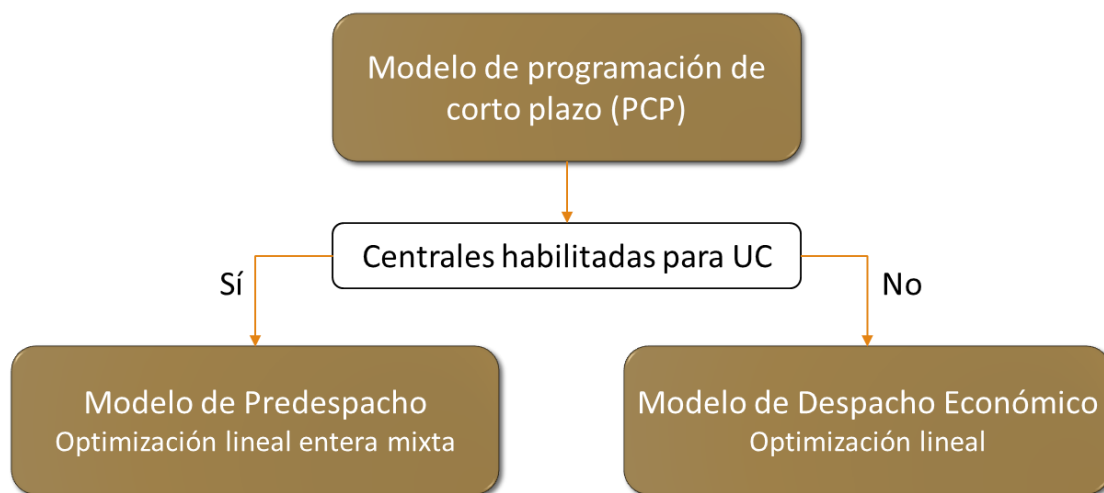 Modelo de programación de
corto plazo (PCP)
Centrales habilitadas para UC
Sí
No
Modelo de Predespacho
Optimización lineal entera mixta
Modelo de Despacho Económico
Optimización lineal